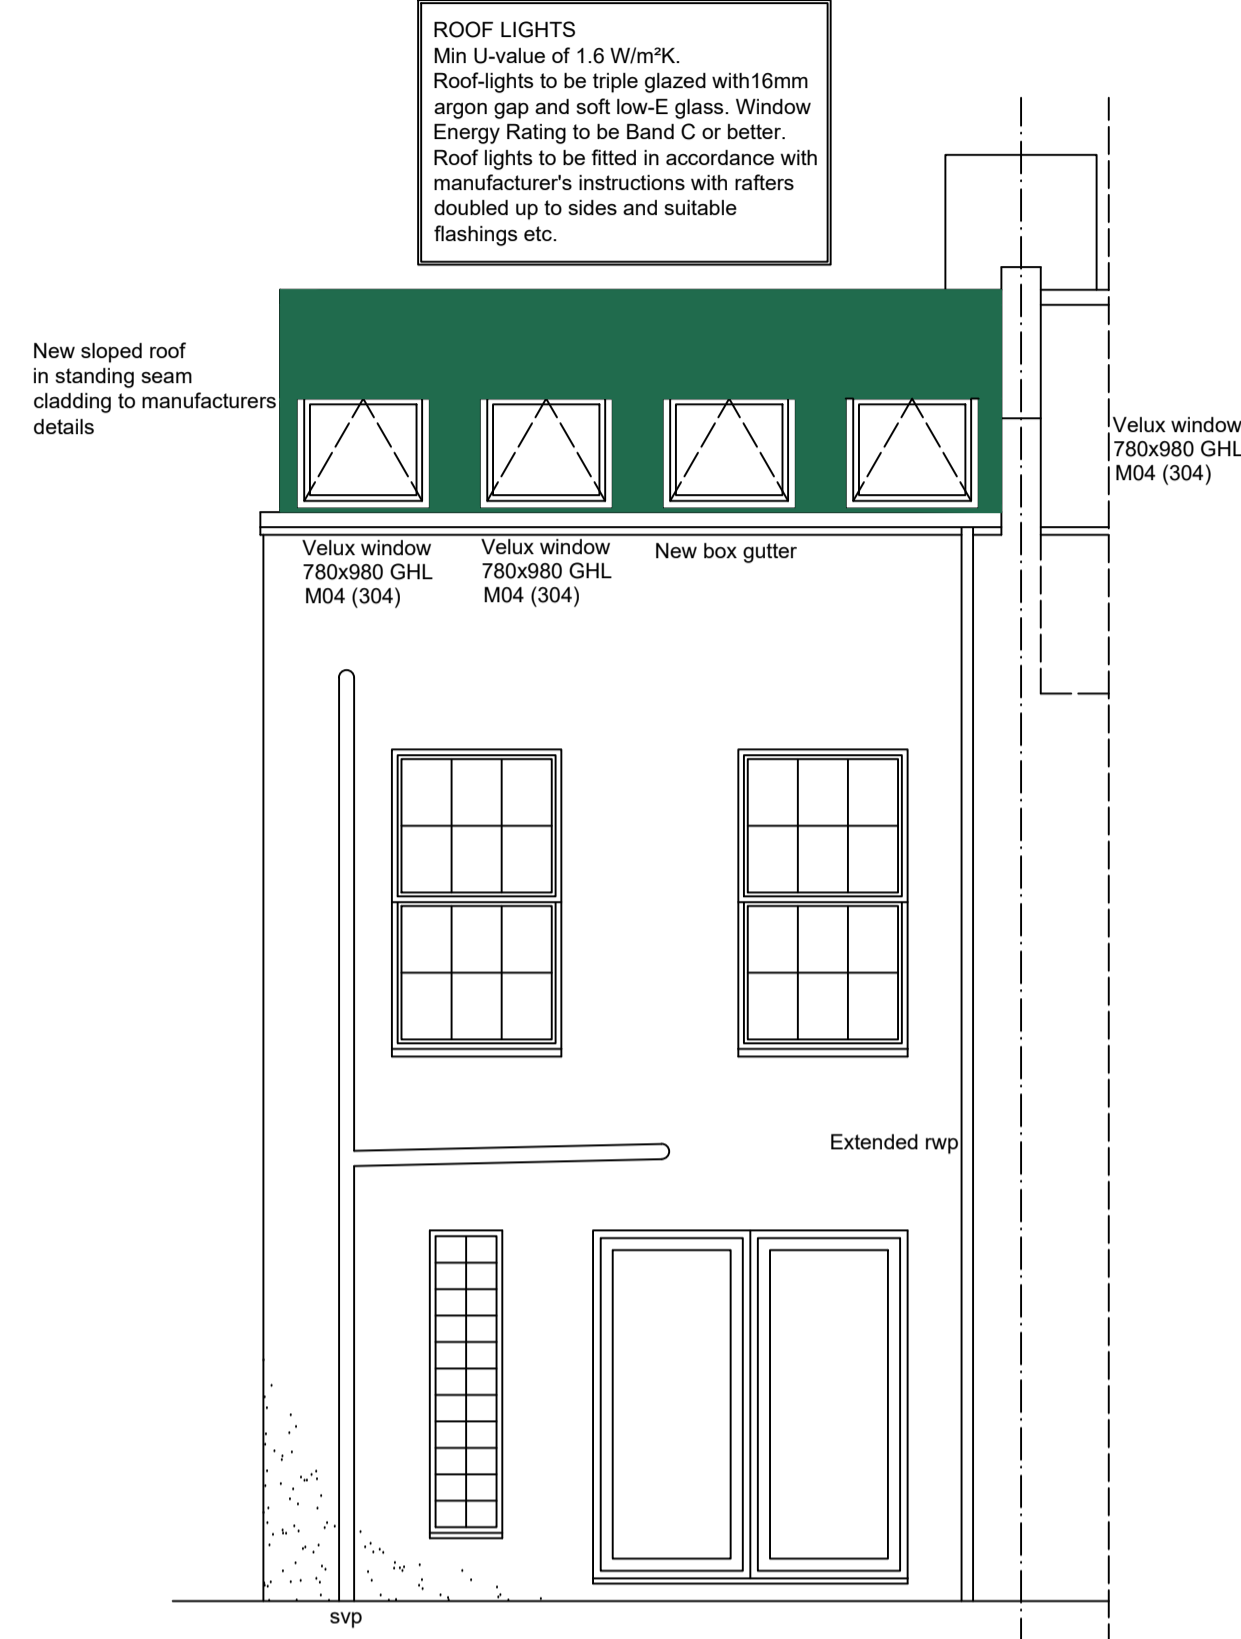 ROOF LIGHTS
Min U-value of 1.6 W/m²K.
Roof-lights to be triple glazed with16mm
argon gap and soft low-E glass. Window
Energy Rating to be Band C or better.
Roof lights to be fitted in accordance with
manufacturer's instructions with rafters
doubled up to sides and suitable
flashings etc.
New sloped roof
in standing seam
cladding to manufacturers
details
Velux window
780x980 GHL
M04 (304)
Velux window
780x980 GHL
M04 (304)
Velux window
780x980 GHL
M04 (304)
New box gutter
Extended rwp
svp